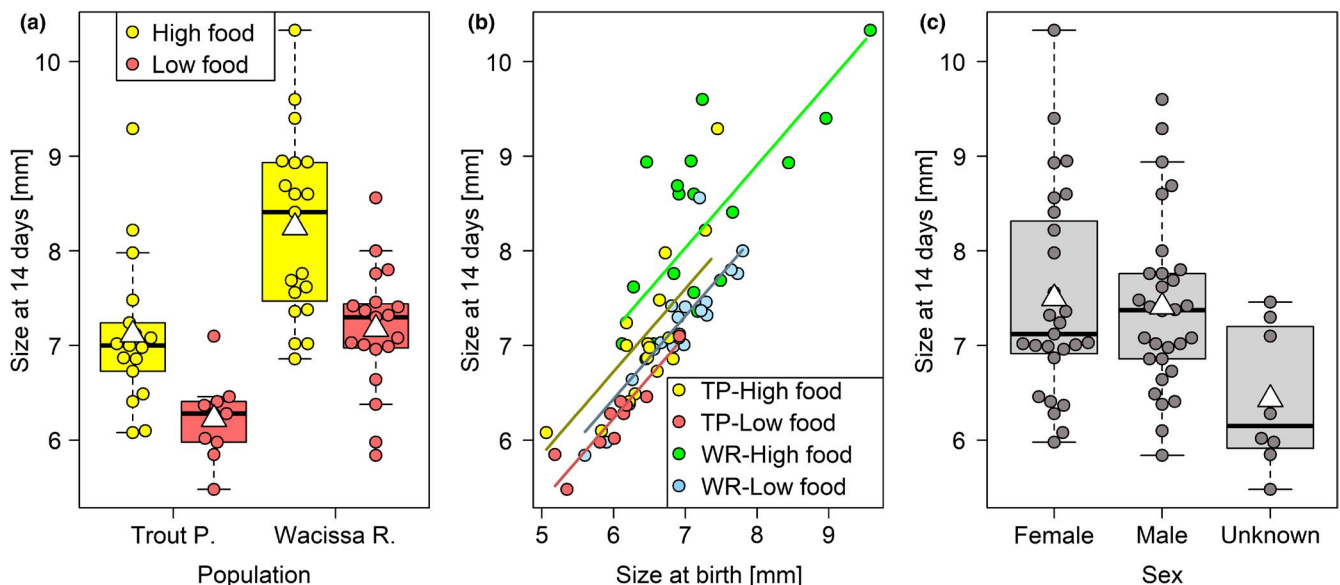 (a)
High food
Low food
Size at 14 days [mm]
10
9
8
7
6
Trout P.
Wacissa R.
Population
(b)
Size at 14 days [mm]
10
9
8
7
6
TP-High food
TP-Low food
WR-High food
WR-Low food
5 6 7 8 9
Size at birth [mm]
(c)
Size at 14 days [mm]
10
9
8
7
6
Female Male Unknown
Sex